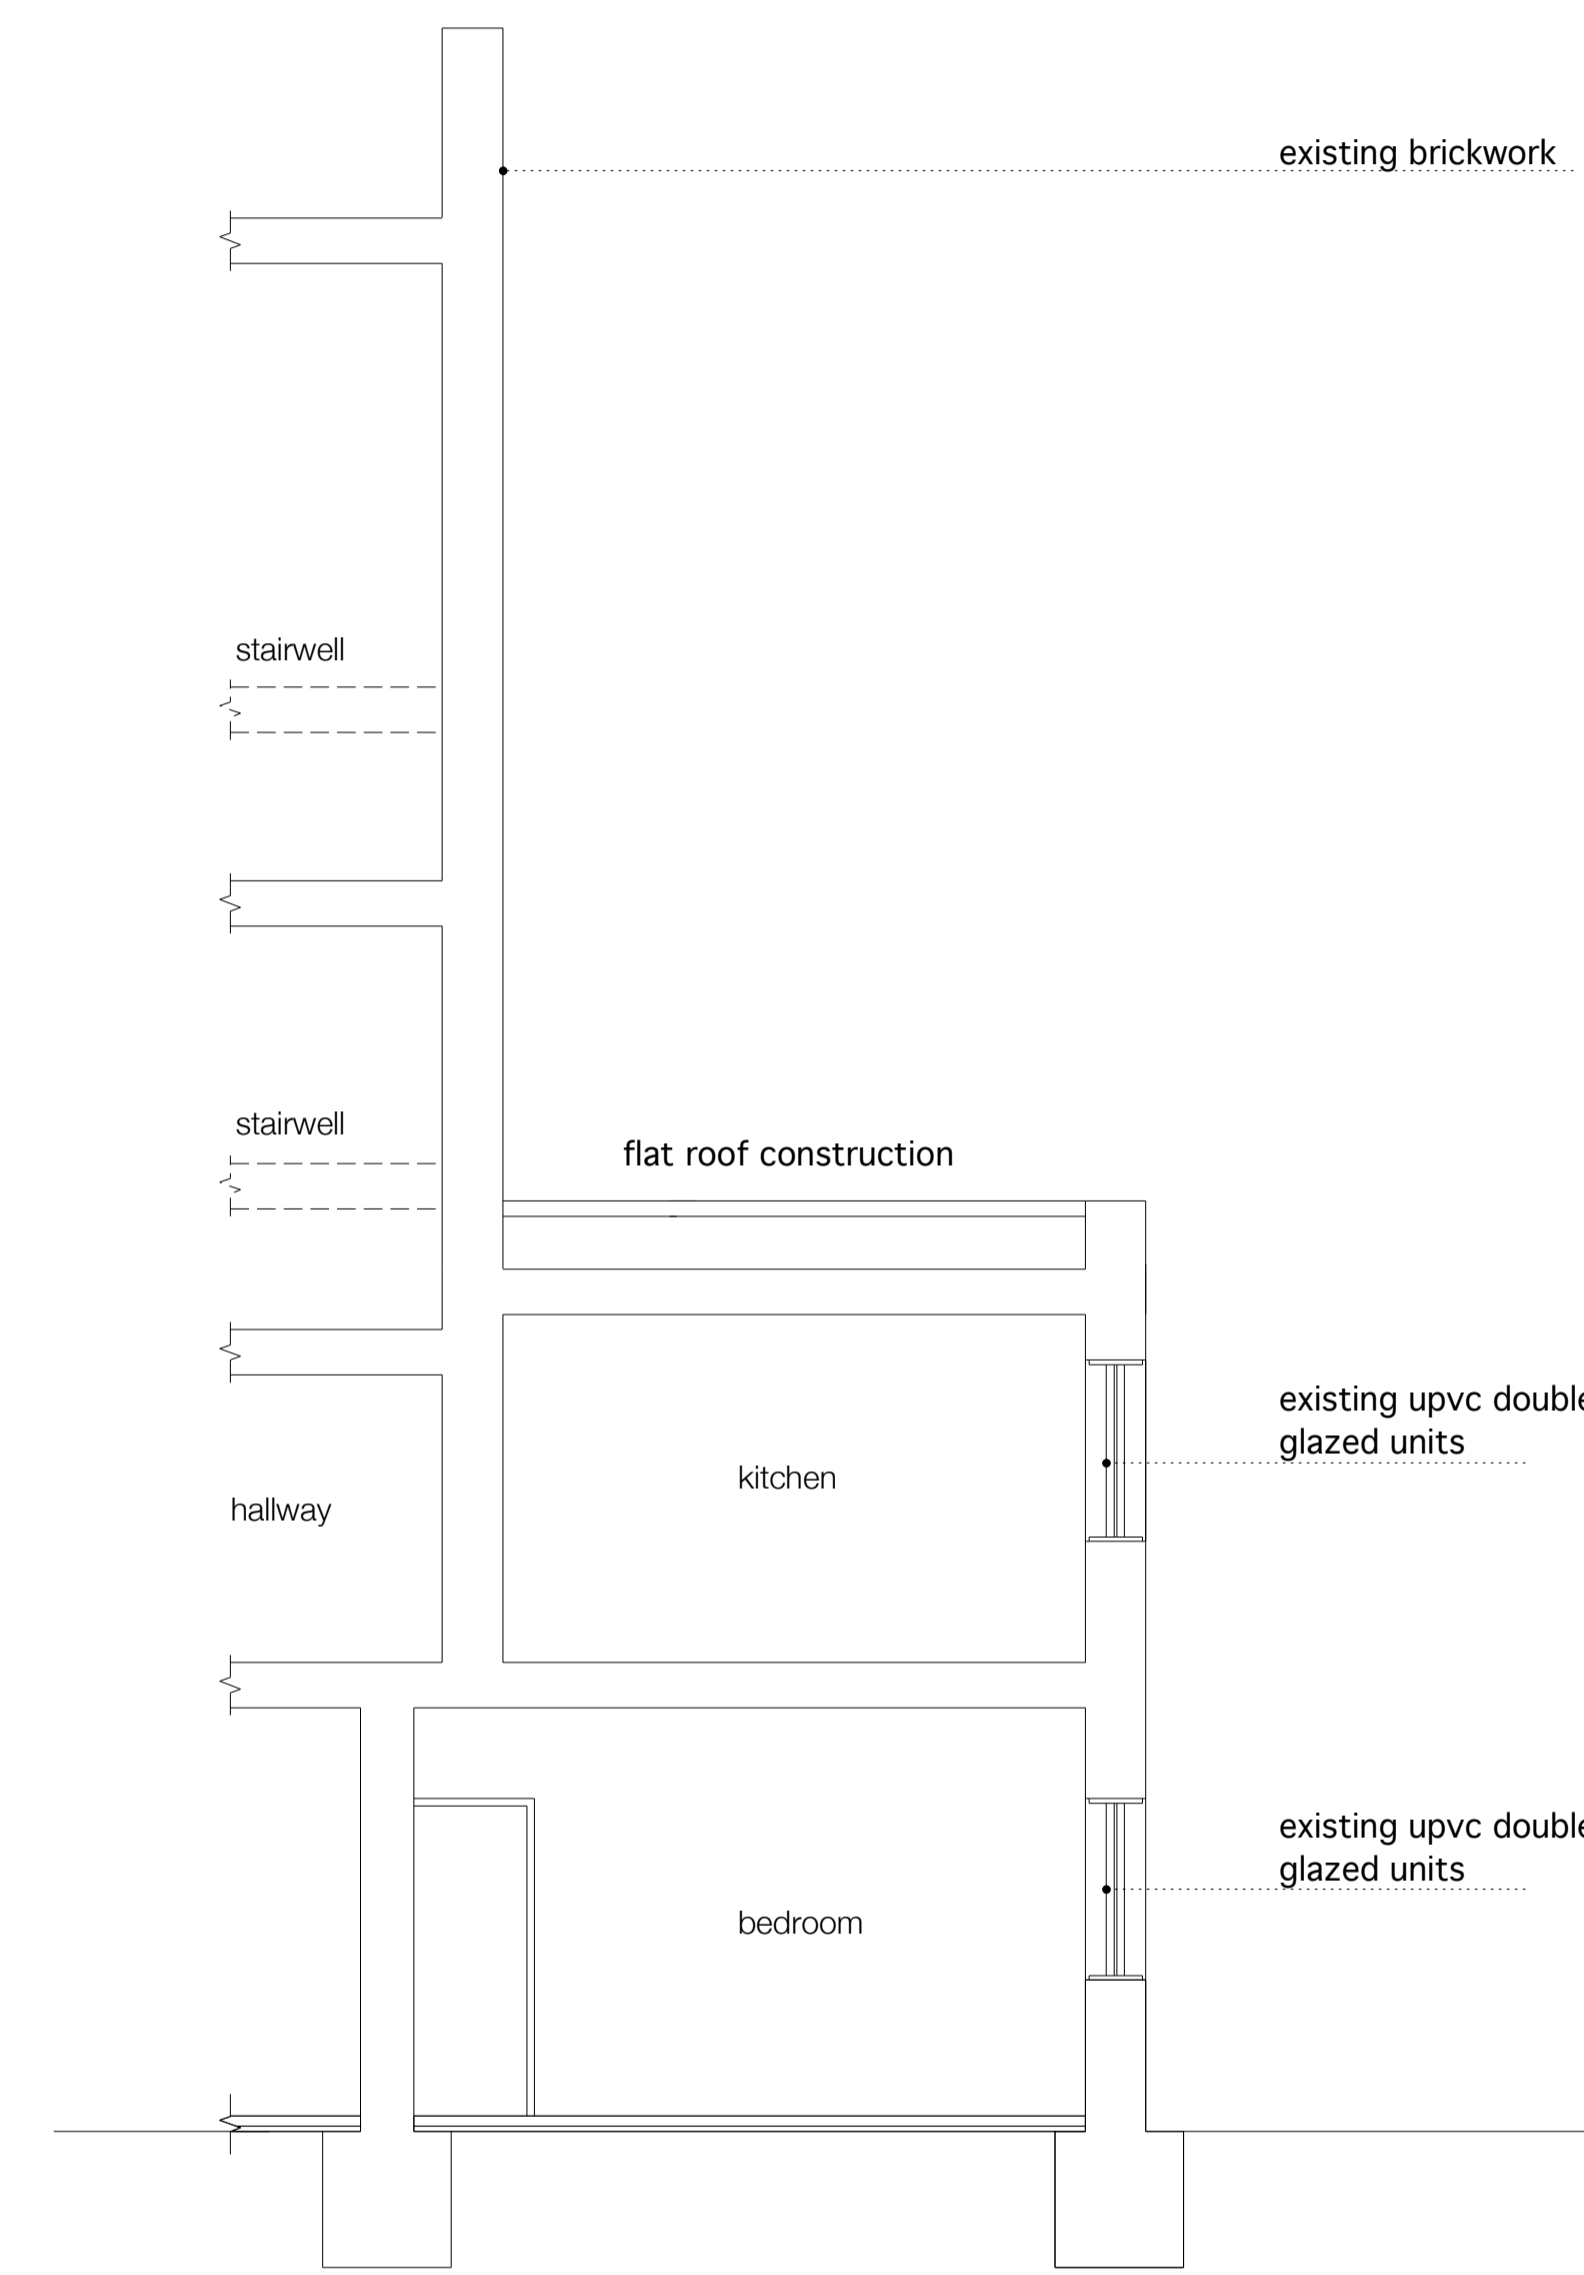 existing brickwork
stairwell
stairwell
flat roof construction
existing upvc double
glazed units
kitchen
hallway
existing upvc double
glazed units
bedroom